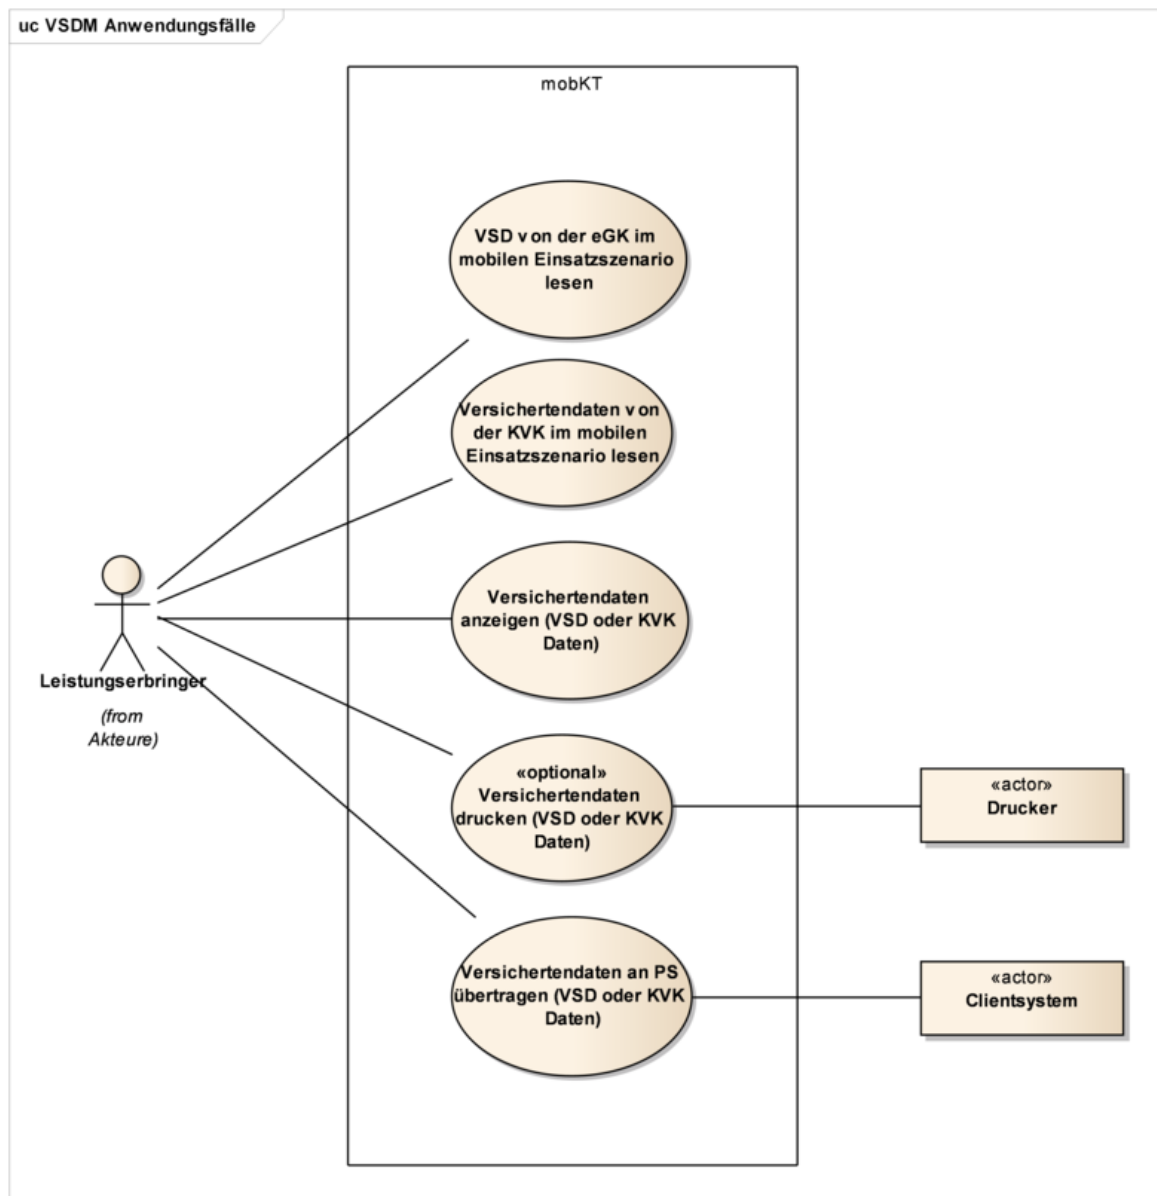 uc VSDM Anwendungsfälle
mobKT
VSD von der eGK im
mobilen Einsatzszenario
lesen
Versichertendaten von
der KVK im mobilen
Einsatzszenario lesen
Versichertendaten
anzeigen (VSD oder KVK
Daten)
Leistungserbringer
(from
Akteure)
«optional»
Versichertendaten
drucken (VSD oder KVK
Daten)
«actor»
Drucker
Versichertendaten an PS
übertragen (VSD oder KVK
Daten)
«actor»
Clientsystem